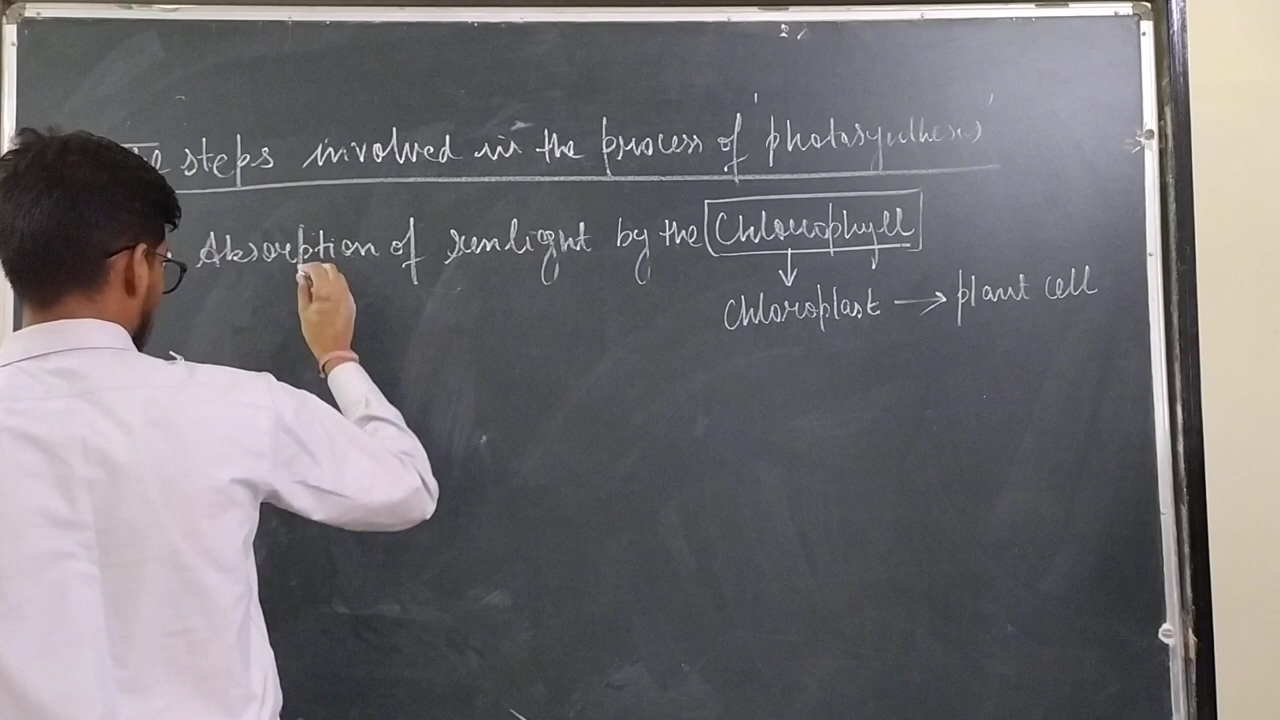 steps involved in the process of photosynthesis
Absorption of sunlight by the Chlorophyll
Chloroplast → plant cell